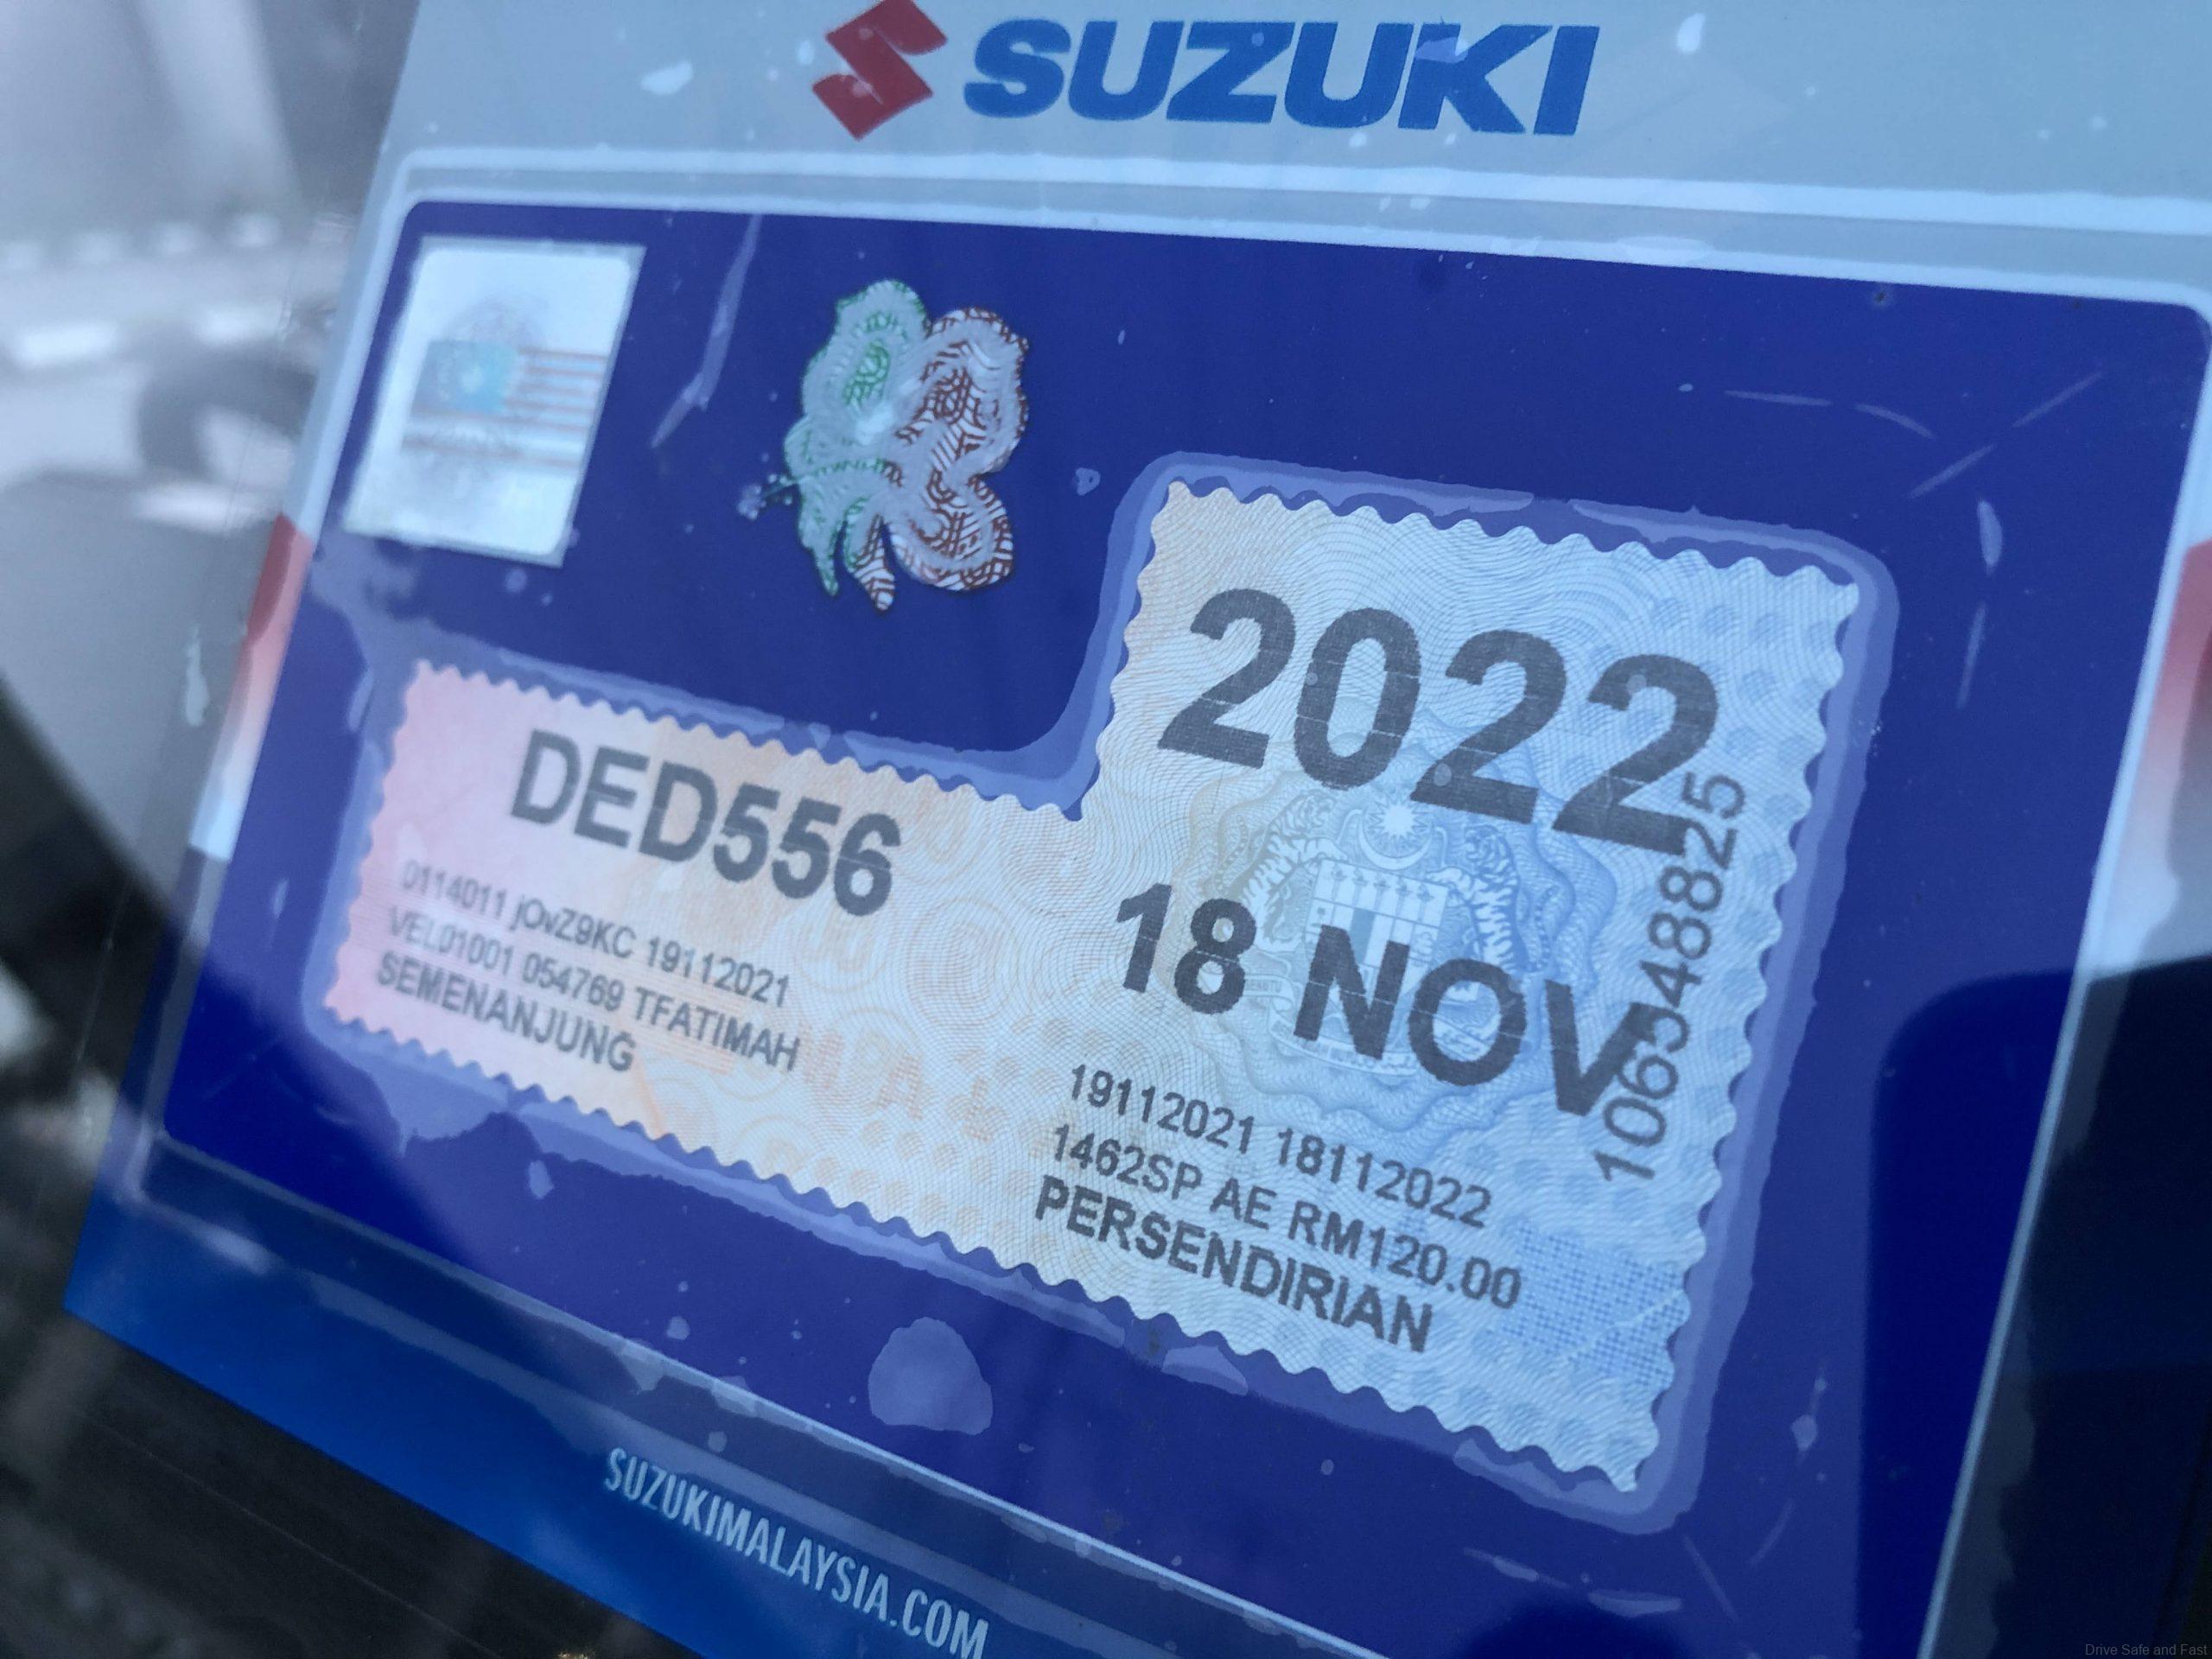 SUZUKI
2022
DED556
18 NOV
1065548825
0114011 jOvZ9KC 19112021
VEL01001 054769 TFATIMAH
SEMENANJUNG
19112021 18112022
1462SP AE RM120.00
PERSENDIRIAN
SUZUKIMALAYSIA.COM
Drive Safe and Fast